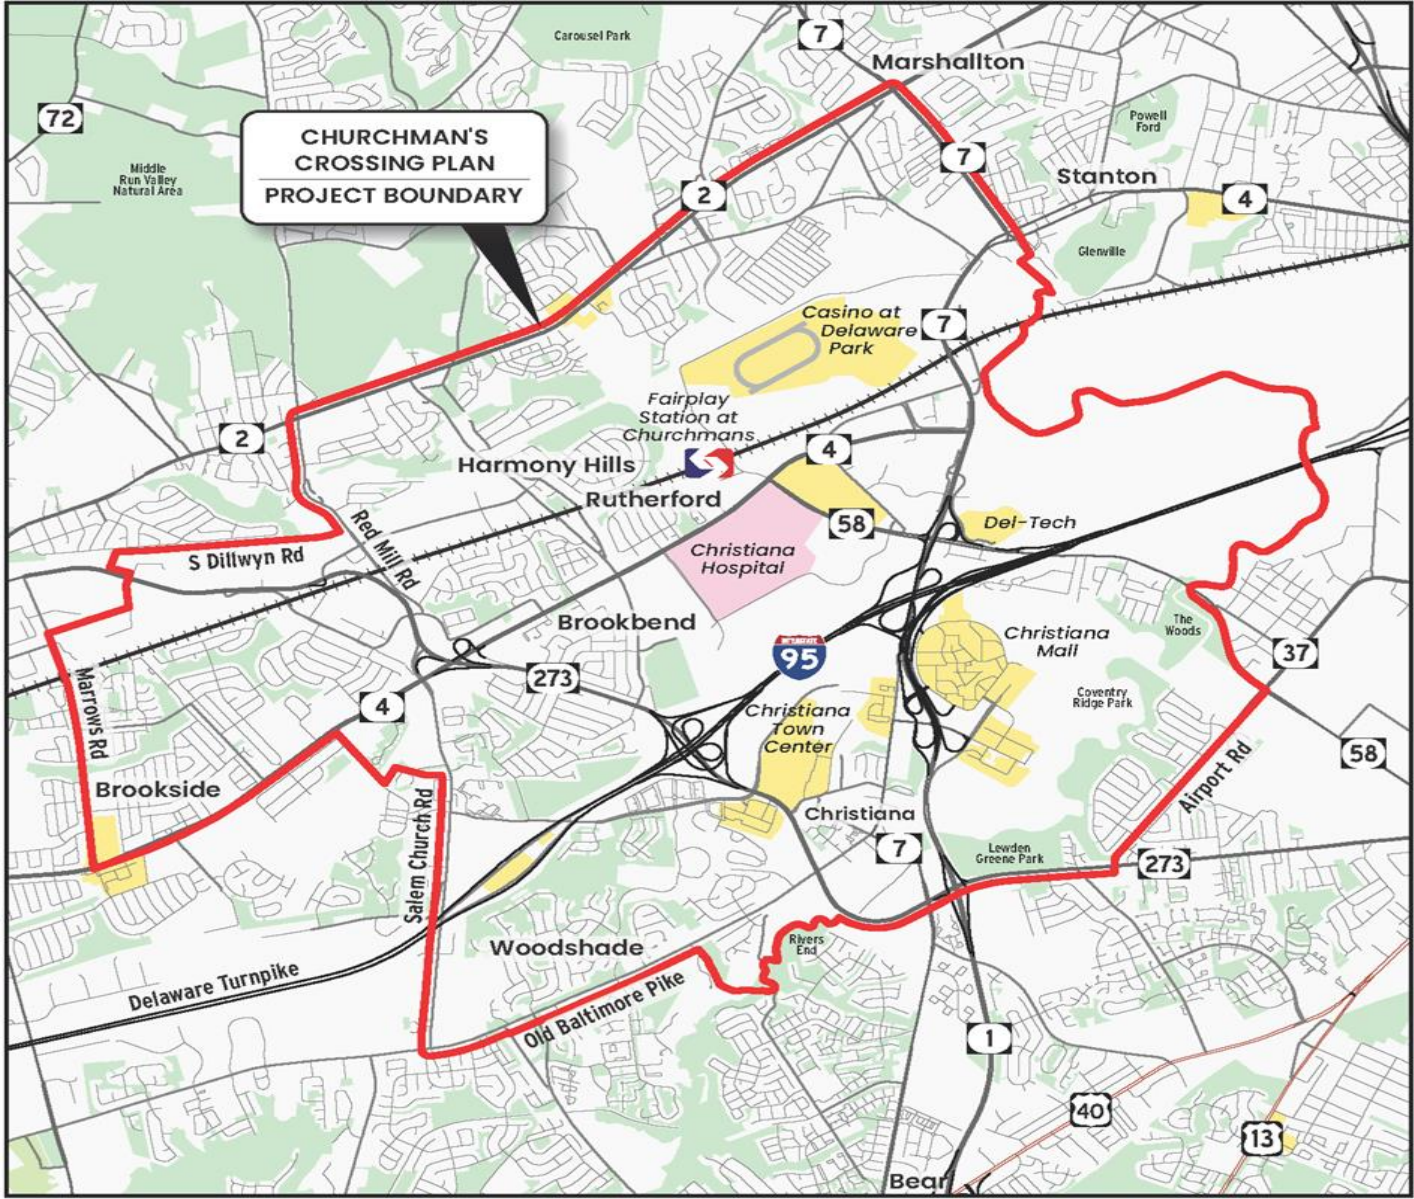 7
Carousel Park
Marshallton
72
Powell
Ford
CHURCHMAN'S
CROSSING PLAN
PROJECT BOUNDARY
7
Middle
Run Valley
Natural Area
Stanton
2
4
Glenville
Casino at
Delaware
Park
7
Fairplay
Station at
Churchmans
2
4
Harmony Hills
Rutherford
58
Del-Tech
Red Mill Rd
S Dillwyn Rd
Christiana
Hospital
Brookbend
The
Woods
Christiana
Mall
INTERSTATE
95
37
273
Marrows Rd
4
Coventry
Ridge Park
Christiana
Town
Center
58
Airport Rd
Brookside
Salem Church Rd
Christiana
7
Lewden
Greene Park
273
Woodshade
Rivers
End
Delaware Turnpike
Old Baltimore Pike
1
40
13
Bear